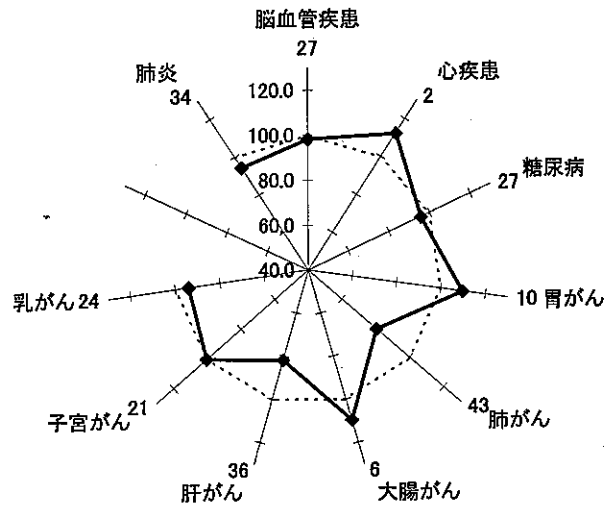 脳血管疾患
27
肺炎
34
心疾患
2
120.0
100.0
80.0
60.0
40.0
糖尿病
27
乳がん 24
10 胃がん
子宮がん
21
43
肺がん
36
肝がん
6
大腸がん